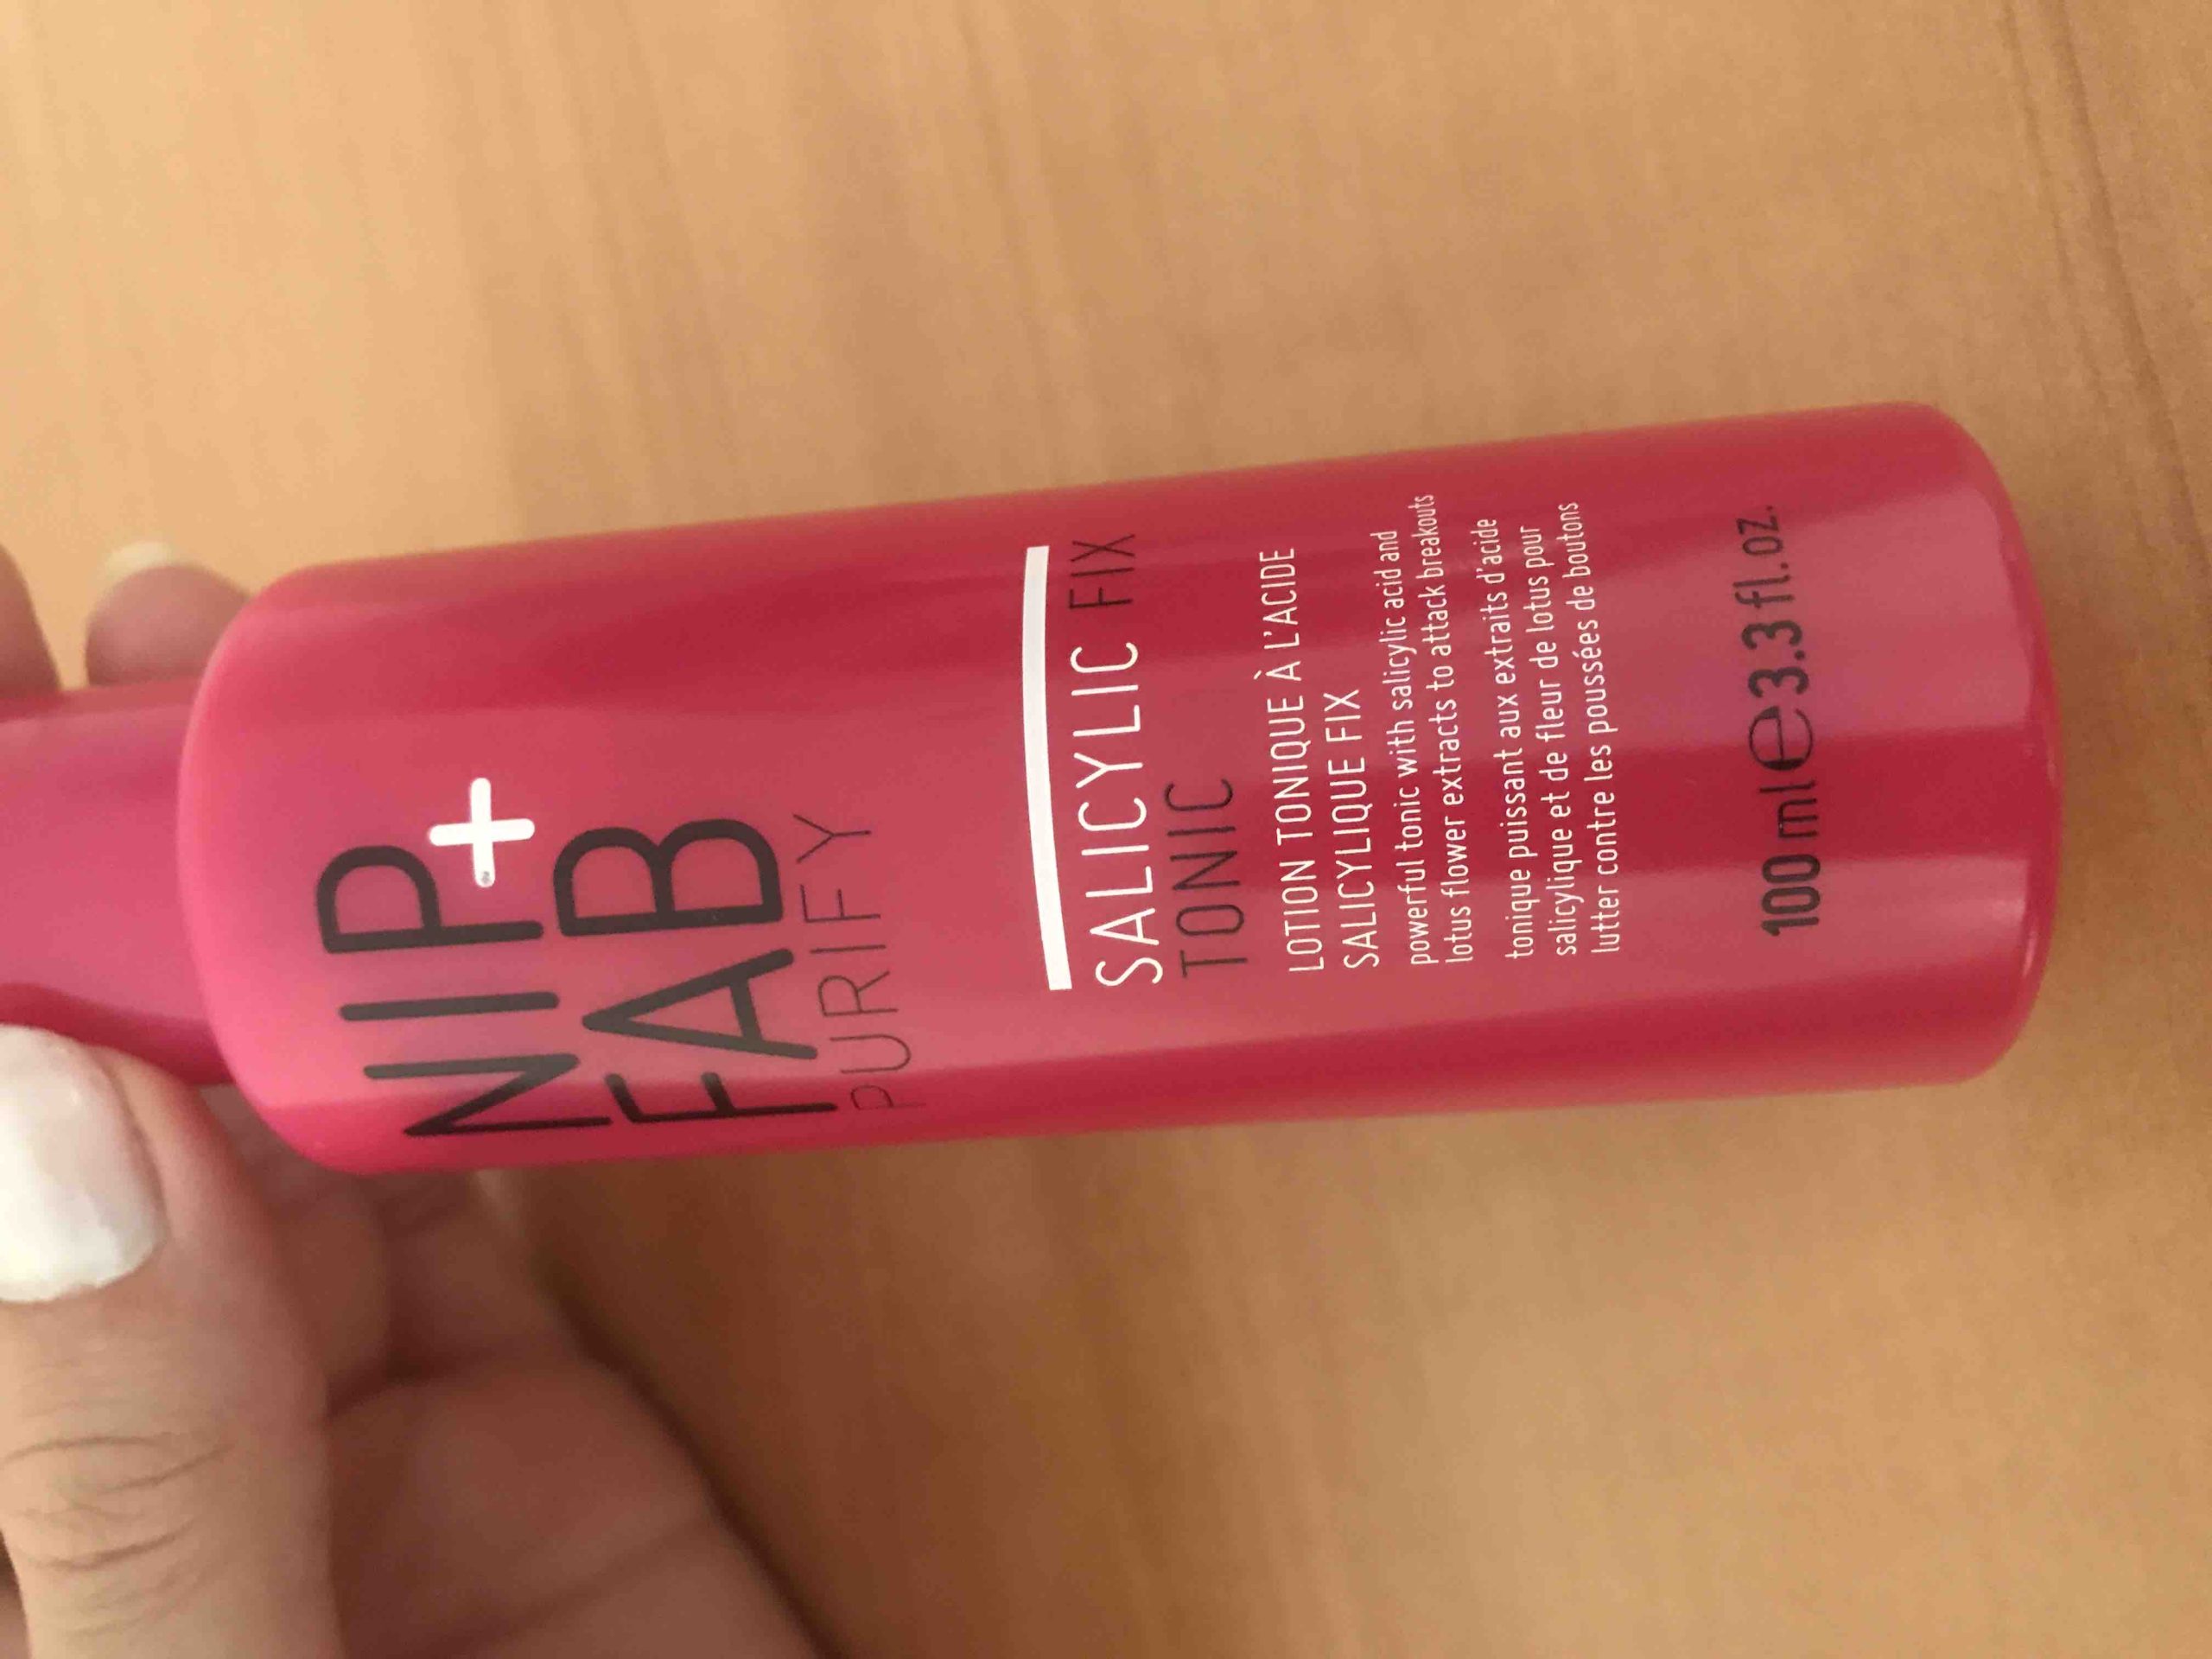 NIP+
FAB
PURIFY
SALICYLIC FIX
TONIC
LOTION TONIQUE À L'ACIDE
SALICYLIQUE FIX
powerful tonic with salicylic acid and
lotus flower extracts to attack breakouts
tonique puissant aux extraits d'acide
salicylique et de fleur de lotus pour
lutter contre les poussées de boutons
100 ml e 3.3 fl.oz.